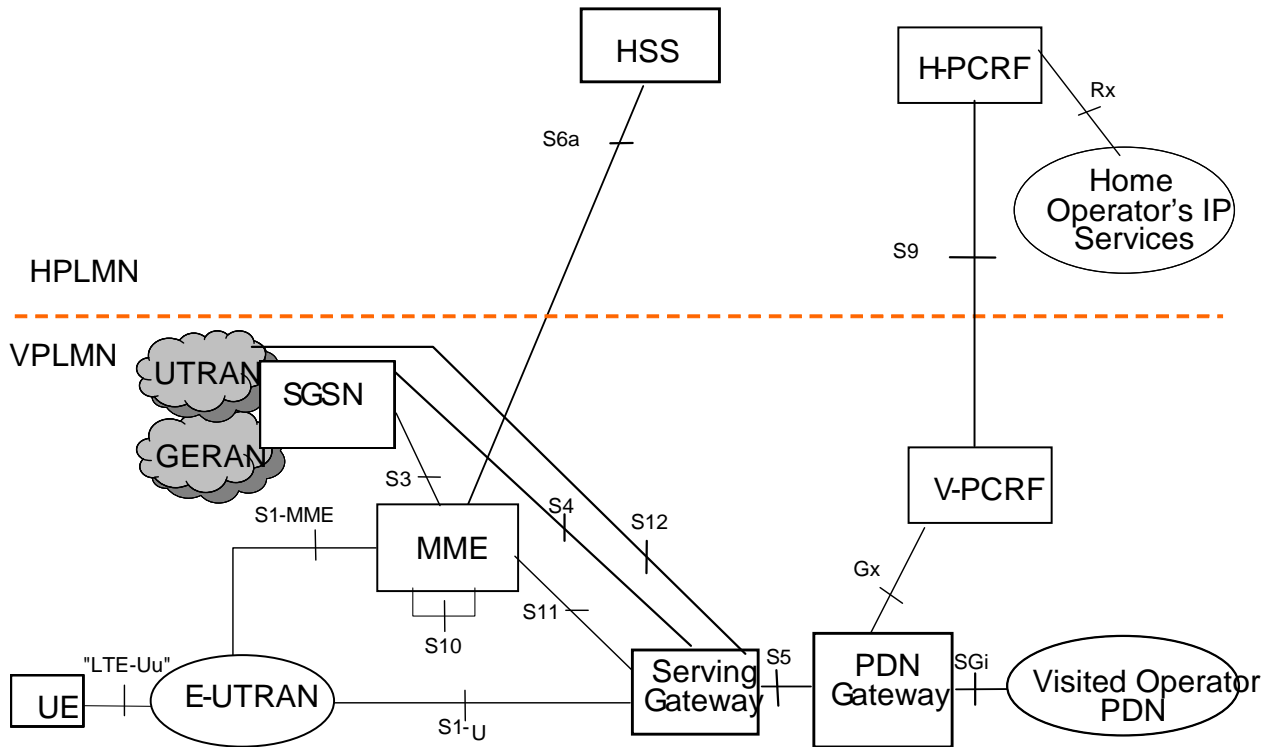 HSS
H-PCRF
Rx
S6a
Home
Operator's IP
Services
S9
HPLMN
VPLMN
UTRAN
SGSN
GERAN
S3
V-PCRF
S1-MME
S4
S12
MME
Gx
S11
S10
"LTE-Uu"
S5
SGi
UE
E-UTRAN
Serving
Gateway
PDN
Gateway
Visited Operator
PDN
S1-U